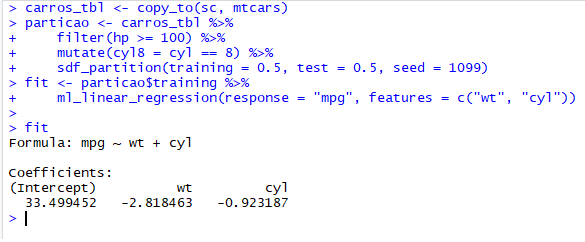 > carros_tbl <- copy_to(sc, mtcars)
> particao <- carros_tbl %>%
+     filter(hp >= 100) %>%
+     mutate(cyl8 = cyl == 8) %>%
+     sdf_partition(training = 0.5, test = 0.5, seed = 1099)
> fit <- particao$training %>%
+     ml_linear_regression(response = "mpg", features = c("wt", "cyl"))
>
> fit
Formula: mpg ~ wt + cyl
Coefficients:
(Intercept)          wt         cyl
  33.499452   -2.818463   -0.923187
>